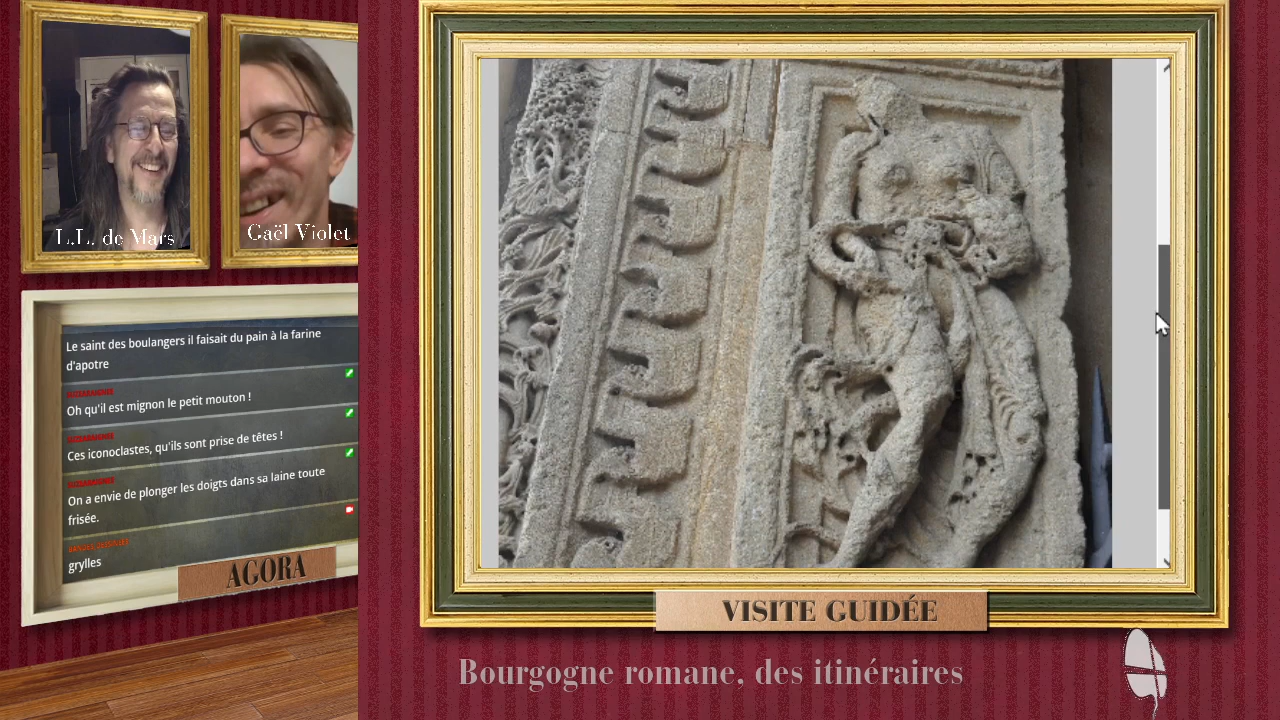 L.L. de Mars
Gaël Violet
Le saint des boulangers il faisait du pain à la farine
d'apotre
Oh qu'il est mignon le petit mouton !
Ces iconoclastes, qu'ils sont prise de têtes !
On a envie de plonger les doigts dans sa laine toute
frisée.
grylles
AGORA
VISITE GUIDÉE
Bourgogne romane, des itinéraires